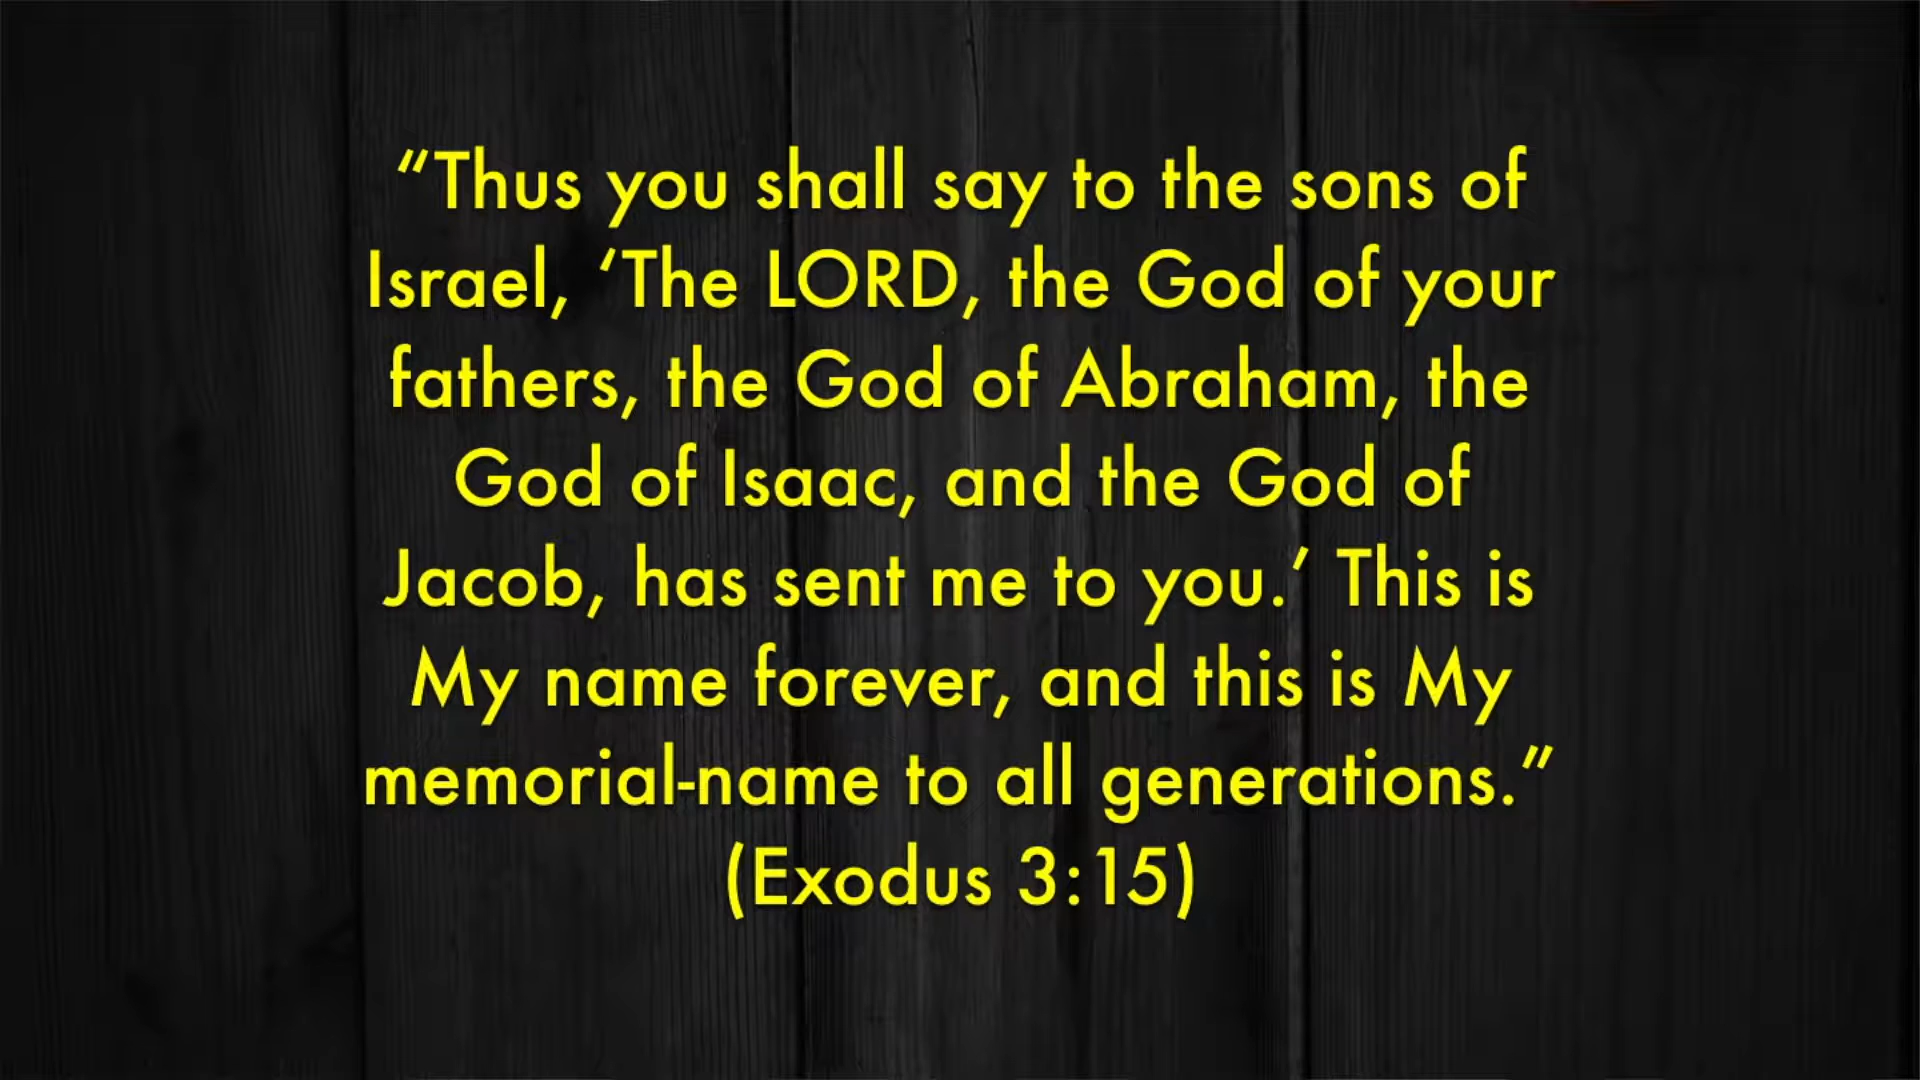 “Thus you shall say to the sons of
Israel, ‘The LORD, the God of your
fathers, the God of Abraham, the
God of Isaac, and the God of
Jacob, has sent me to you.’ This is
My name forever, and this is My
memorial-name to all generations.”
(Exodus 3:15)